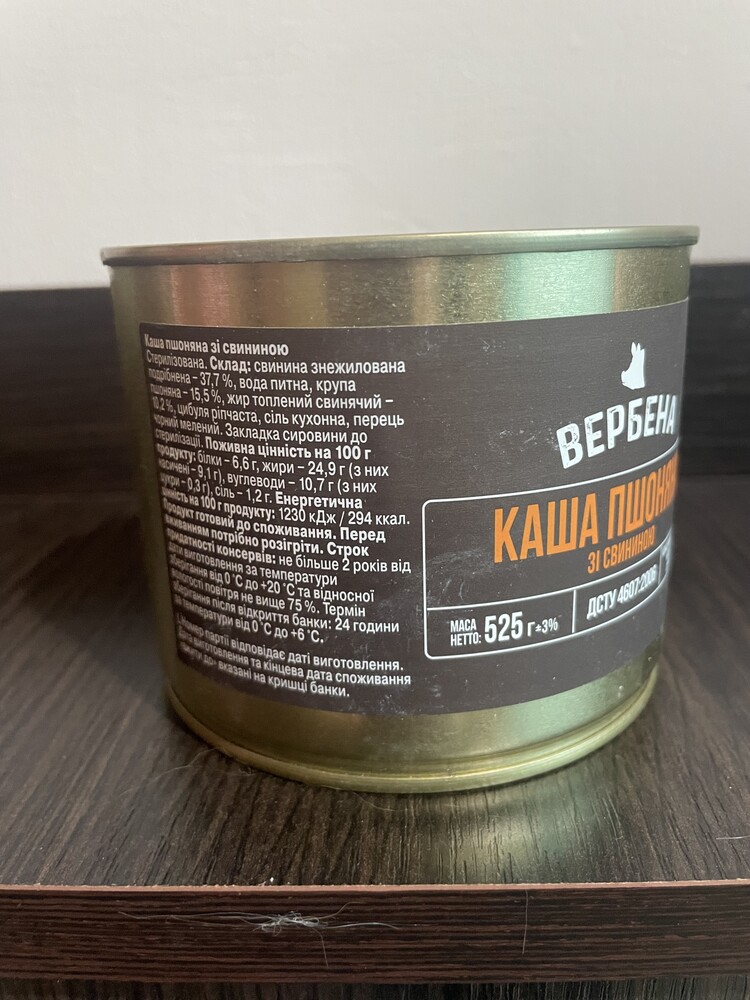 Каша пшоняна зі свининою
Стерилізована. Склад: свинина знежилована
подрібнена – 37,7 %, вода питна, крупа
пшоняна – 15,5 %, жир топлений свинячий –
10,2 %, цибуля ріпчаста, сіль кухонна, перець
чорний мелений. Закладка сировини до
стерилізації. Поживна цінність на 100 г
продукту: білки – 6,6 г, жири – 24,9 г (з них
насичені – 9,1 г), вуглеводи – 10,7 г (з них
цукри – 0,3 г), сіль – 1,2 г. Енергетична
цінність на 100 г продукту: 1230 кДж / 294 ккал.
Продукт готовий до споживання. Перед
вживанням потрібно розігріти. Строк
придатності консервів: не більше 2 років від
дати виготовлення за температури
зберігання від 0 °С до +20 °С та відносної
вологості повітря не вище 75 %. Термін
зберігання після відкриття банки: 24 години
за температури від 0 °С до +6 °С.
Номер партії відповідає даті виготовлення.
Дата виготовлення та кінцева дата споживання
вказані на кришці банки.
ВЕРБЕНА
КАША ПШОНЯН
ЗІ СВИНИНОЮ
МАСА
НЕТТО: 525 г±3%
ДСТУ 4607:2006